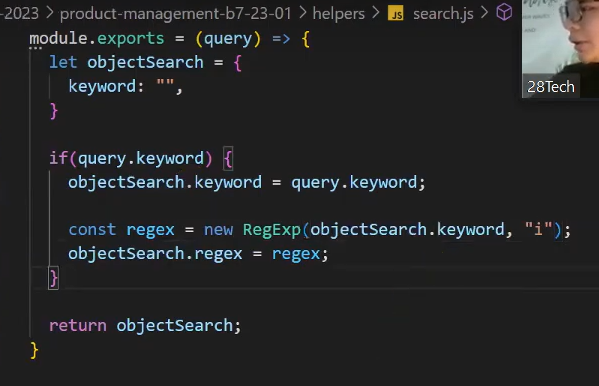 -2023 > product-management-b7-23-01 > helpers > JS search.js >
module.exports = (query) => {
  let objectSearch = {
    keyword: "",
  }

  if(query.keyword) {
    objectSearch.keyword = query.keyword;

    const regex = new RegExp(objectSearch.keyword, "i");
    objectSearch.regex = regex;
  }

  return objectSearch;
}
28Tech